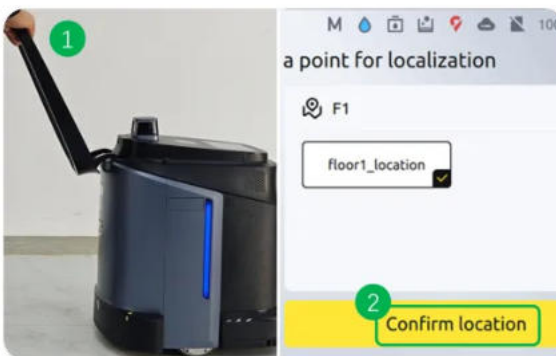 1
M
100
a point for localization
F1
floor1_location
2
Confirm location